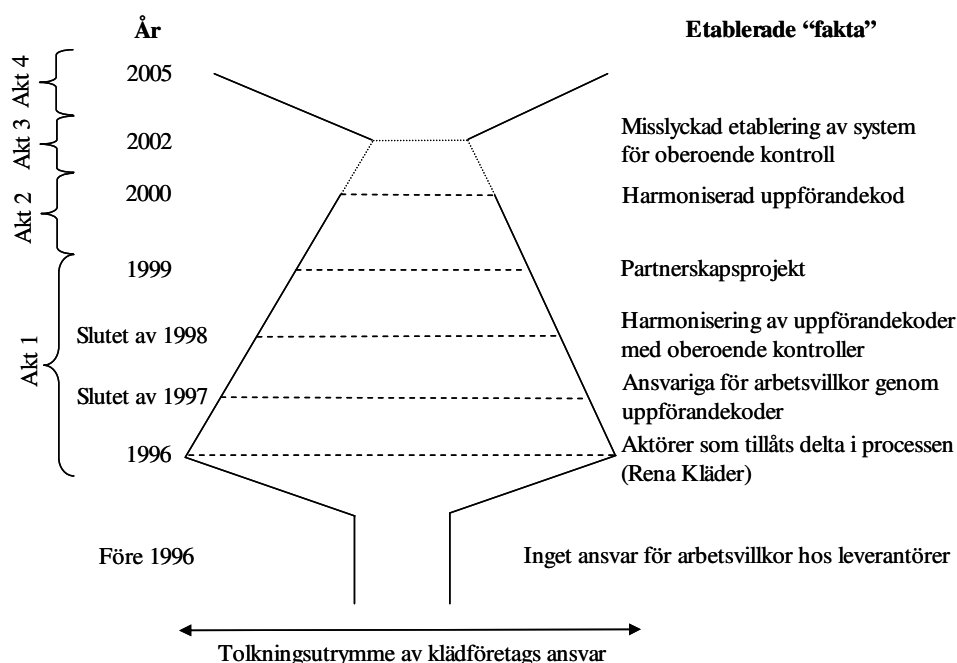 År
Etablerade “fakta”
Akt 4
2005
Akt 3
2002
Misslyckad etablering av system
för oberoende kontroll
Akt 2
2000
Harmoniserad uppförandekod
1999
Partnerskapsprojekt
Akt 1
Slutet av 1998
Harmonisering av uppförandekoder
med oberoende kontroller
Slutet av 1997
Ansvariga för arbetsvillkor genom
uppförandekoder
1996
Aktörer som tillåts delta i processen
(Rena Kläder)
Före 1996
Inget ansvar för arbetsvillkor hos leverantörer
Tolkningsutrymme av klädföretags ansvar